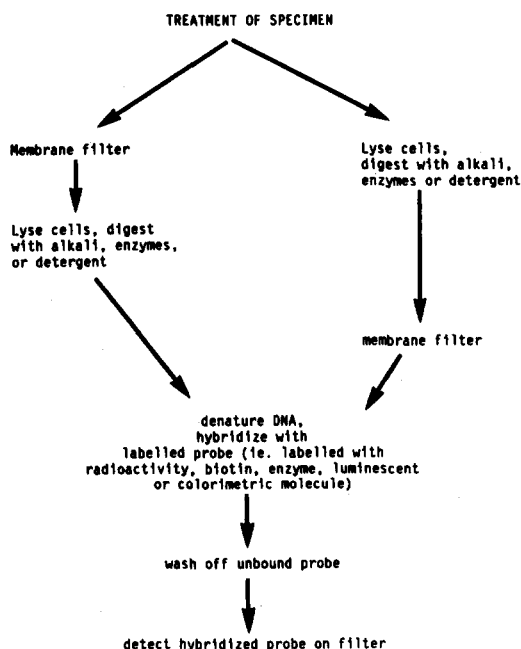 TREATMENT OF SPECIMEN
Membrane filter
Lyse cells, digest
with alkali, enzymes,
or detergent
Lyse cells,
digest with alkali,
enzymes or detergent
membrane filter
denature DNA,
hybridize with
labelled probe (ie. labelled with
radioactivity, biotin, enzyme, luminescent
or colorimetric molecule)
wash off unbound probe
detect hybridized probe on filter